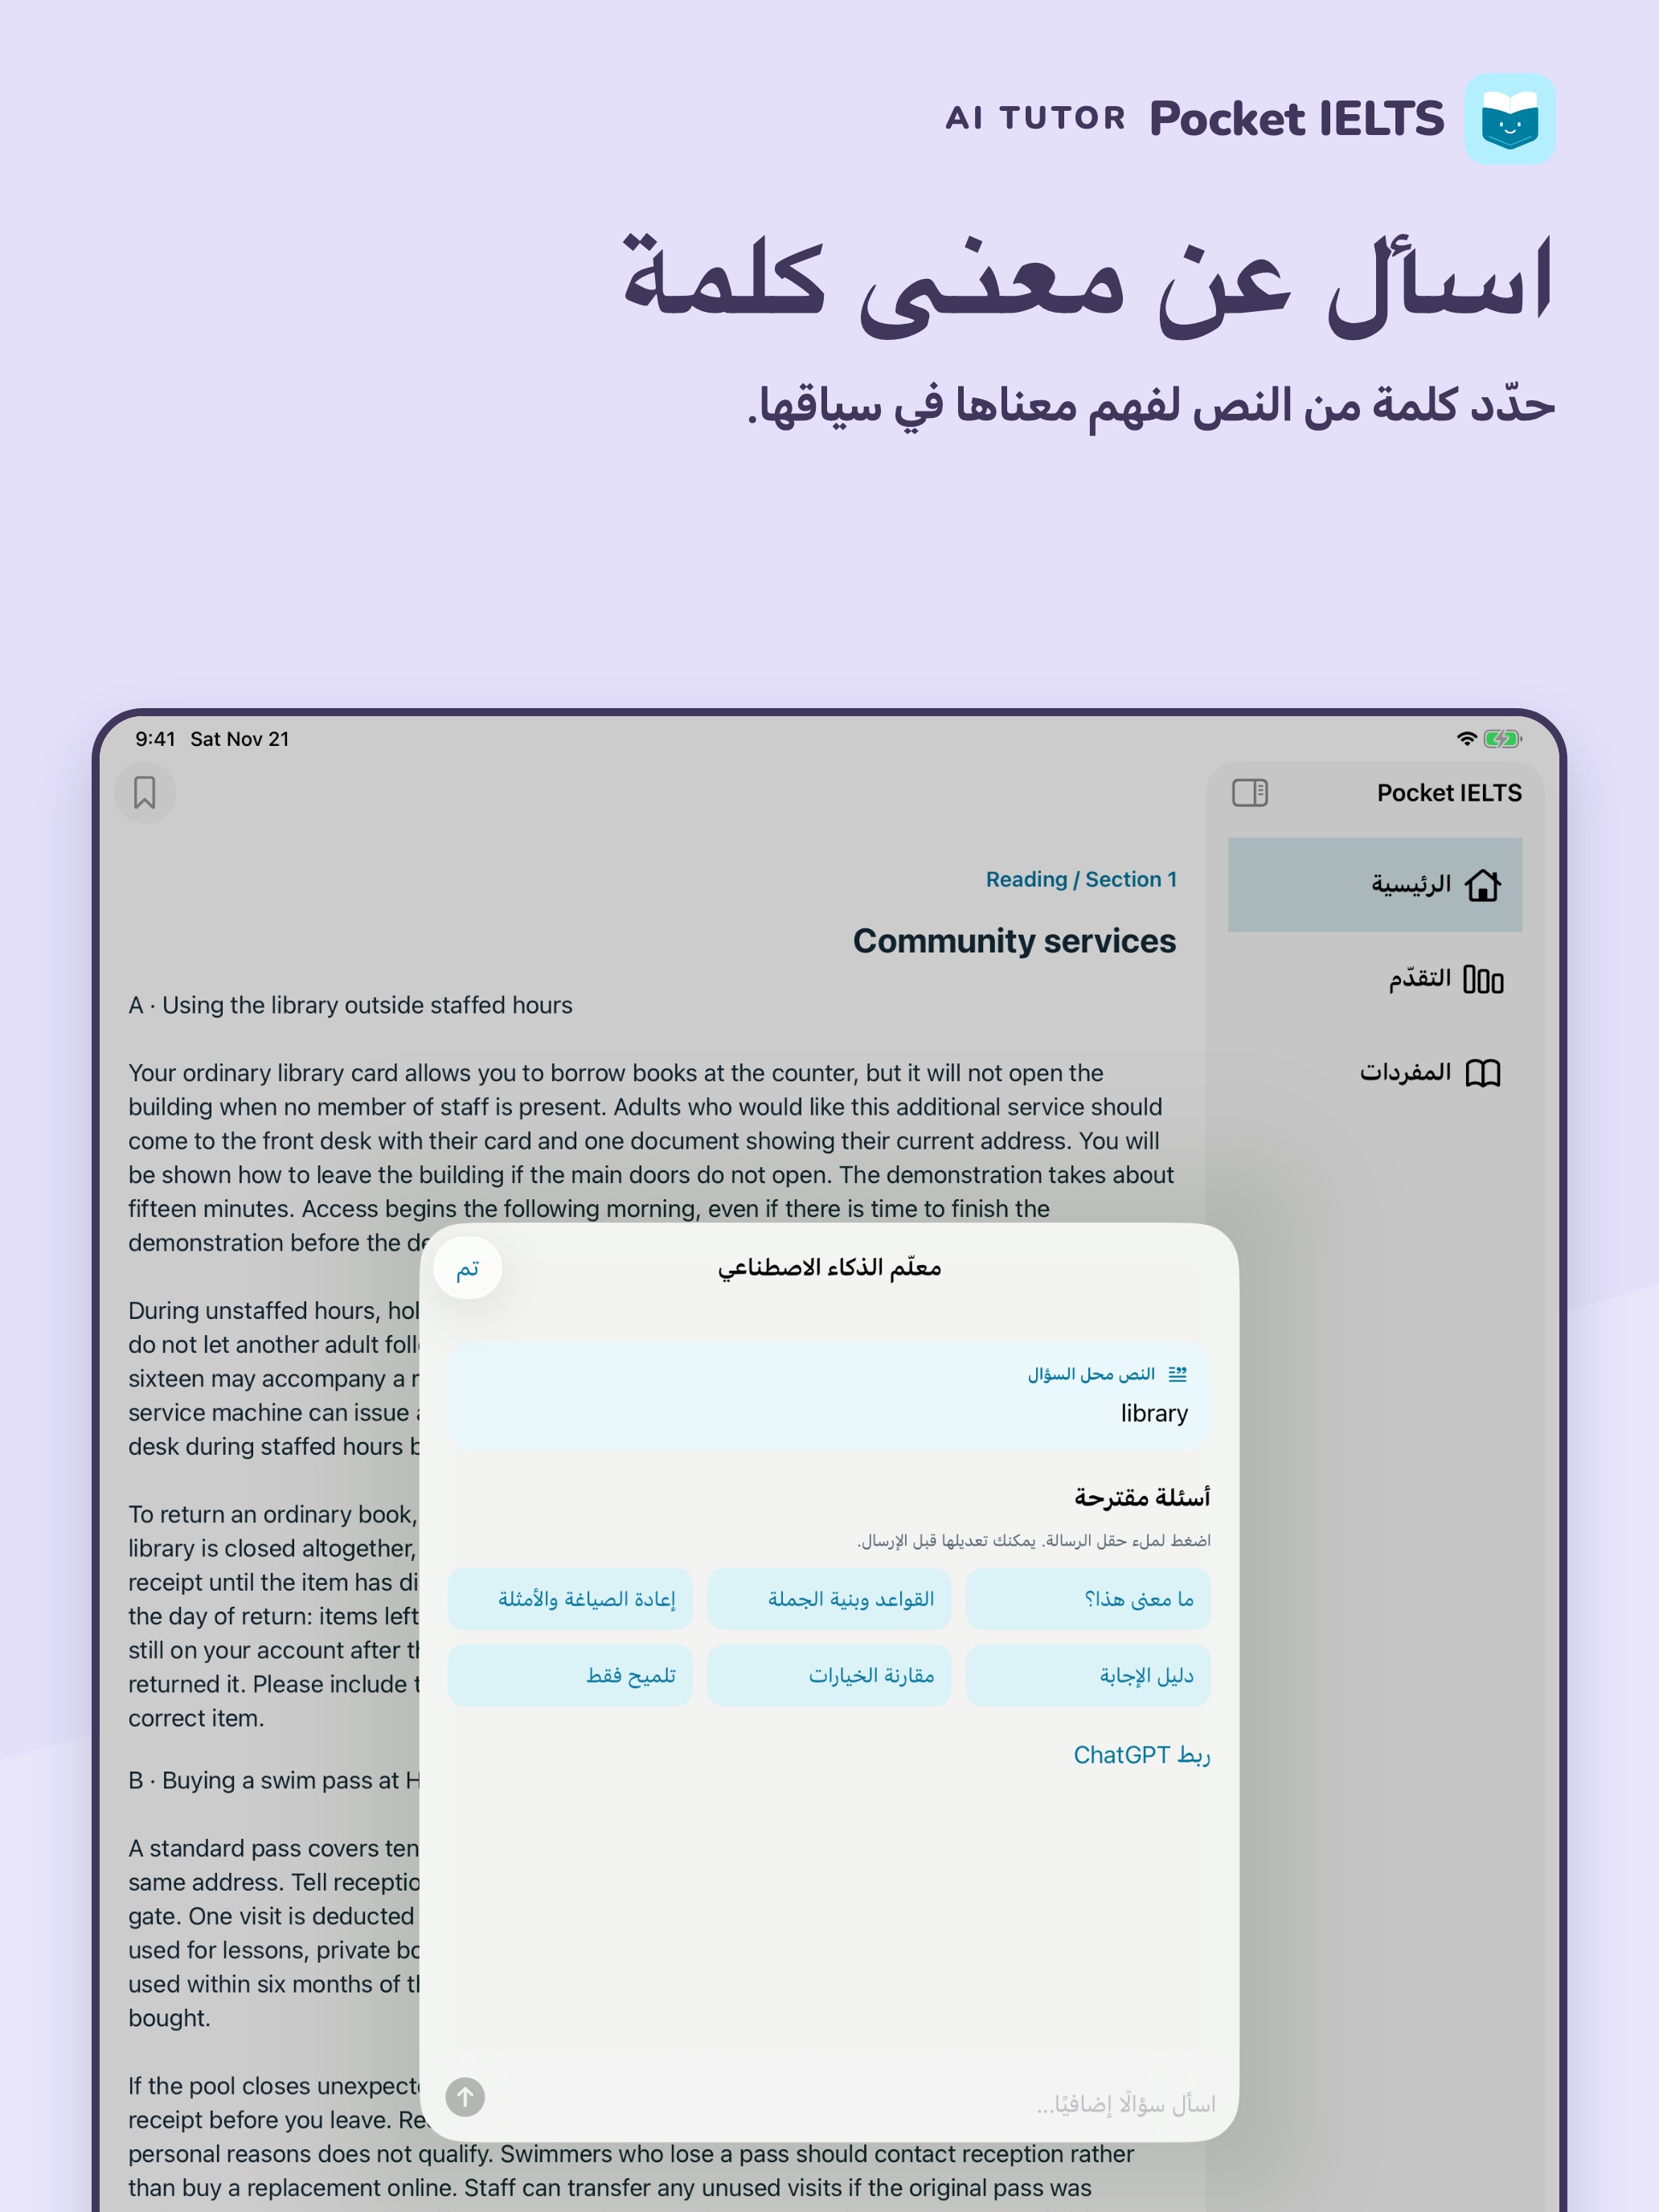 Pocket IELTS AI TUTOR
اسأل عن معنى كلمة
حدّد كلمة من النص لفهم معناها في سياقها.
9:41 Sat Nov 21
Pocket IELTS
الرئيسية
التقدّم
المفردات
Reading / Section 1
Community services
A · Using the library outside staffed hours
Your ordinary library card allows you to borrow books at the counter, but it will not open the
building when no member of staff is present. Adults who would like this additional service should
come to the front desk with their card and one document showing their current address. You will
be shown how to leave the building if the main doors do not open. The demonstration takes about
fifteen minutes. Access begins the following morning, even if there is time to finish the
demonstration before the
During unstaffed hours,
do not let another adult
sixteen may accompany a
service machine can issue
desk during staffed hours
To return an ordinary book,
library is closed altogether,
receipt until the item has
the day of return: items left
still on your account after
returned it. Please include
correct item.
B · Buying a swim pass at
A standard pass covers ten
same address. Tell
gate. One visit is deducted
used for lessons, private
used within six months of
bought.
If the pool closes
receipt before you leave.
personal reasons does not qualify. Swimmers who lose a pass should contact reception rather
than buy a replacement online. Staff can transfer any unused visits if the original pass was
معلّم الذكاء الاصطناعي
تم
النص محل السؤال
library
أسئلة مقترحة
اضغط لملء حقل الرسالة. يمكنك تعديلها قبل الإرسال.
ما معنى هذا؟ القواعد وبنية الجملة إعادة الصياغة والأمثلة
دليل الإجابة مقارنة الخيارات تلميح فقط
ربط ChatGPT
اسأل سؤالًا إضافيًا...